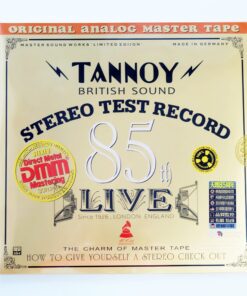 ORIGINAL ANALOG MASTER TAPE
MASTER SOUND WORKS LIMITED EDITION
MADE IN GERMANY
TANNOY
BRITISH SOUND
STEREO TEST RECORD
85th
Direct Metal
Dmm
Mastering
LIVE
Since 1926, LONDON, ENGLAND
THE CHARM OF MASTER TAPE
HOW TO GIVE YOURSELF A STEREO CHECK OUT